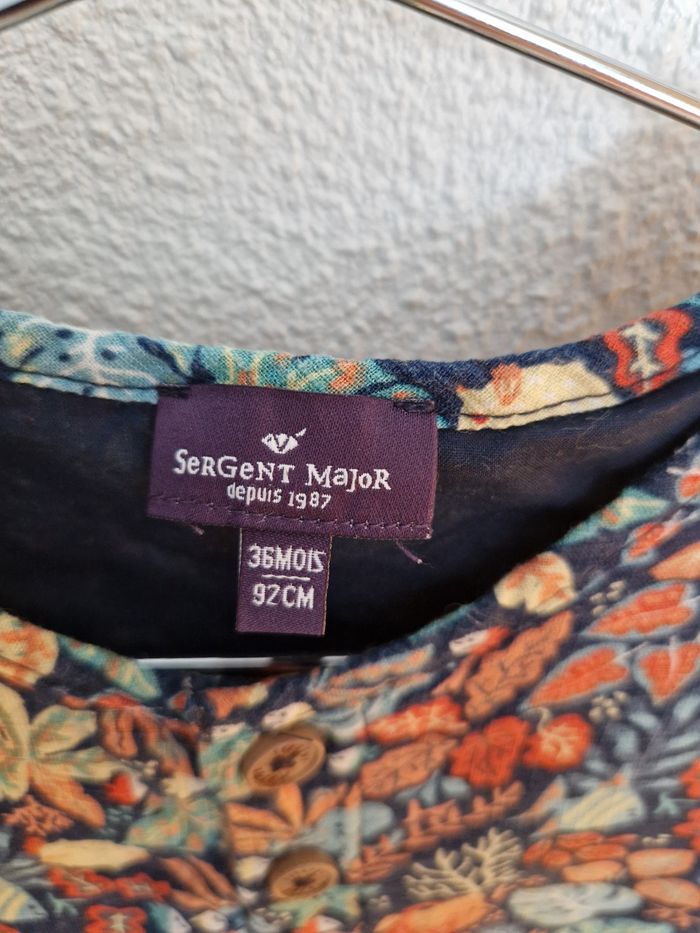 SeRGeNT MaJoR
depuis 1987
36MOIS
92CM